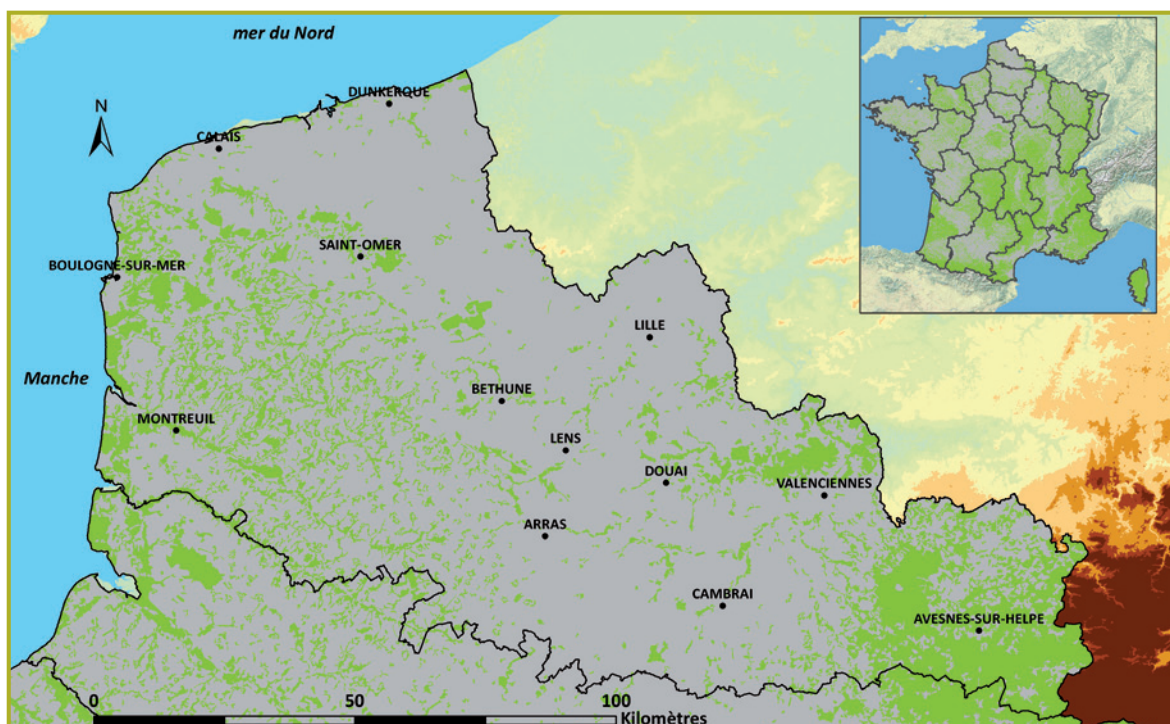 mer du Nord
N
DUNKERQUE
CALAIS
SAINT-OMER
BOULOGNE-SUR-MER
LILLE
Manche
BETHUNE
MONTREUIL
LENS
DOUAI
VALENCIENNES
ARRAS
CAMBRAI
AVESNES-SUR-HELPE
0 50 100
Kilomètres